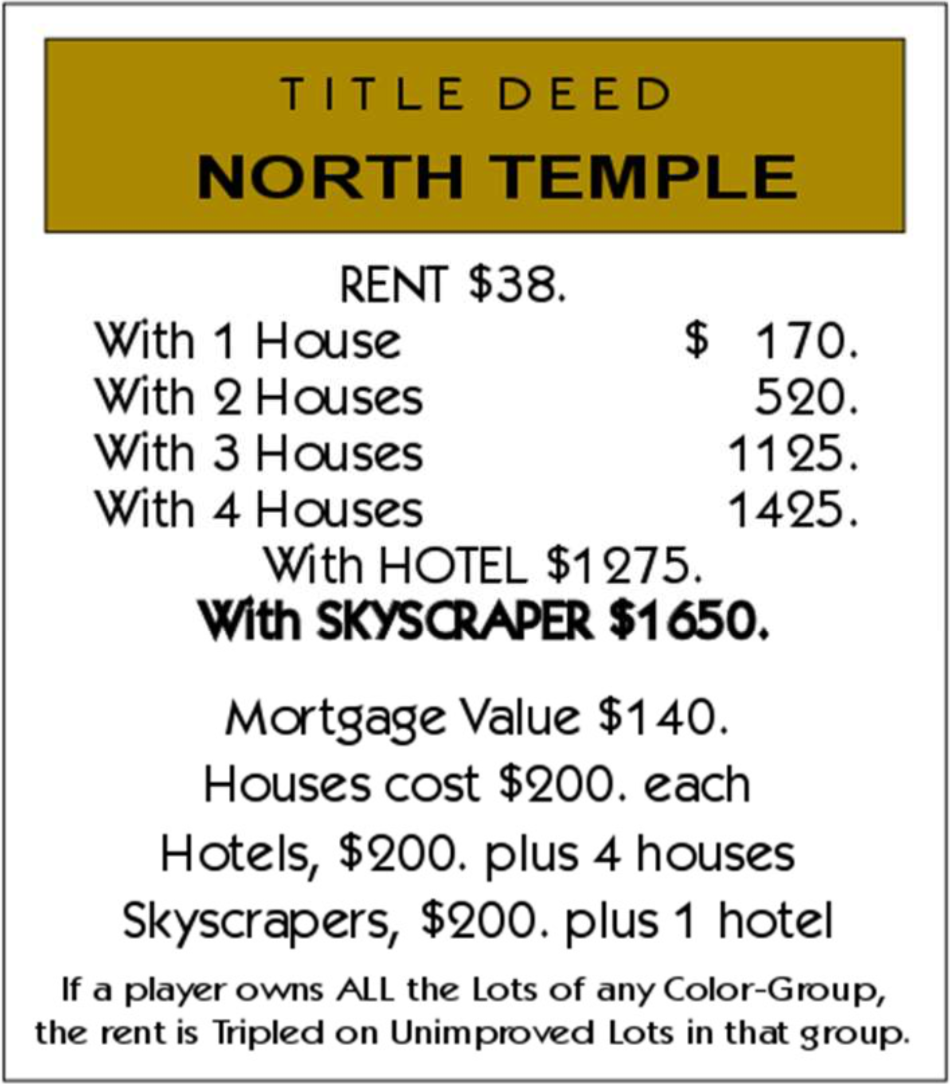 TITLE DEED
NORTH TEMPLE
RENT $38.
With 1 House $ 170.
With 2 Houses 520.
With 3 Houses 1125.
With 4 Houses 1425.
With HOTEL $1275.
With SKYSCRAPER $1650.
Mortgage Value $140.
Houses cost $200. each
Hotels, $200. plus 4 houses
Skyscrapers, $200. plus 1 hotel
If a player owns ALL the Lots of any Color-Group,
the rent is Tripled on Unimproved Lots in that group.